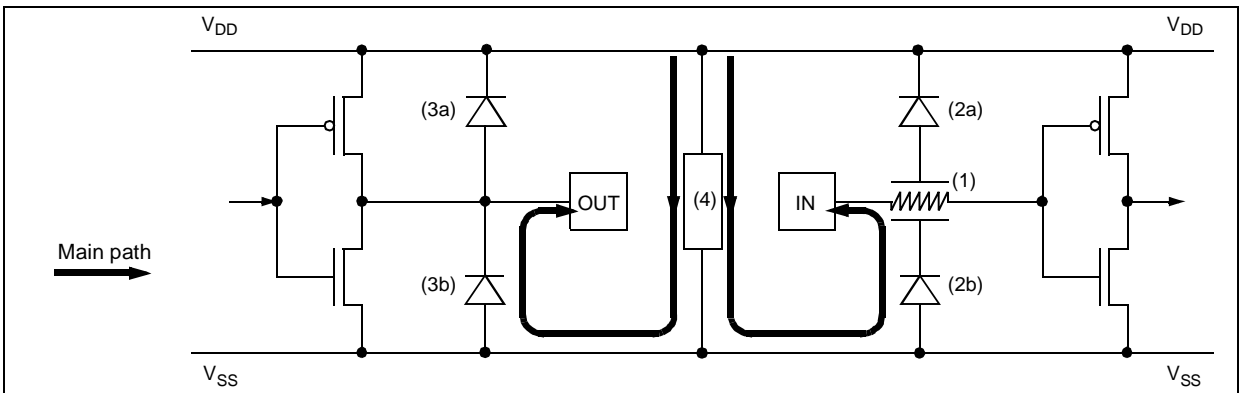 VDD VDD
(3a) (2a)
(1)
OUT (4) IN
Main path
(3b) (2b)
VSS VSS